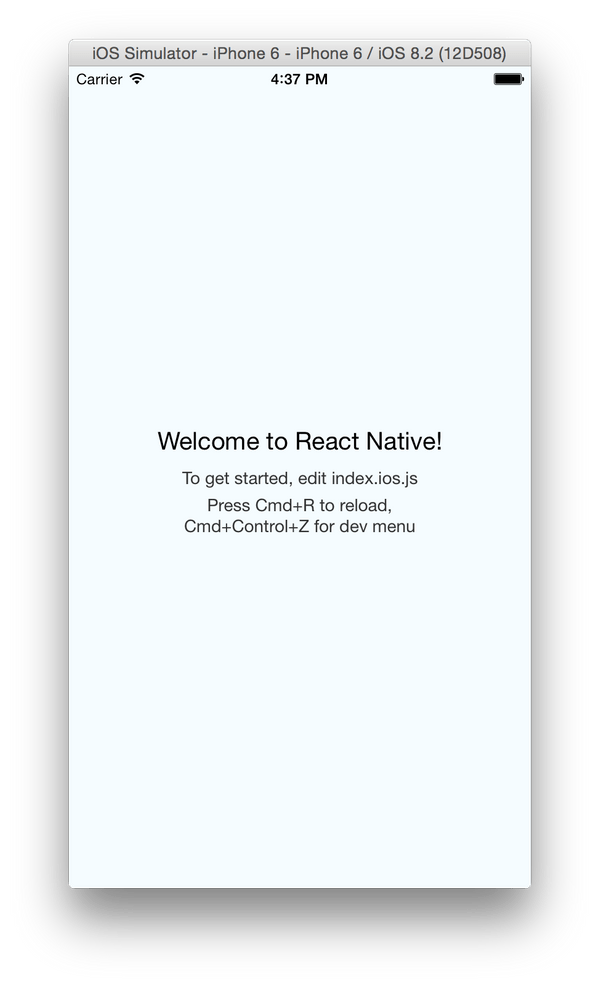 iOS Simulator - iPhone 6 - iPhone 6 / iOS 8.2 (12D508)
Carrier 4:37 PM
Welcome to React Native!
To get started, edit index.ios.js
Press Cmd+R to reload,
Cmd+Control+Z for dev menu